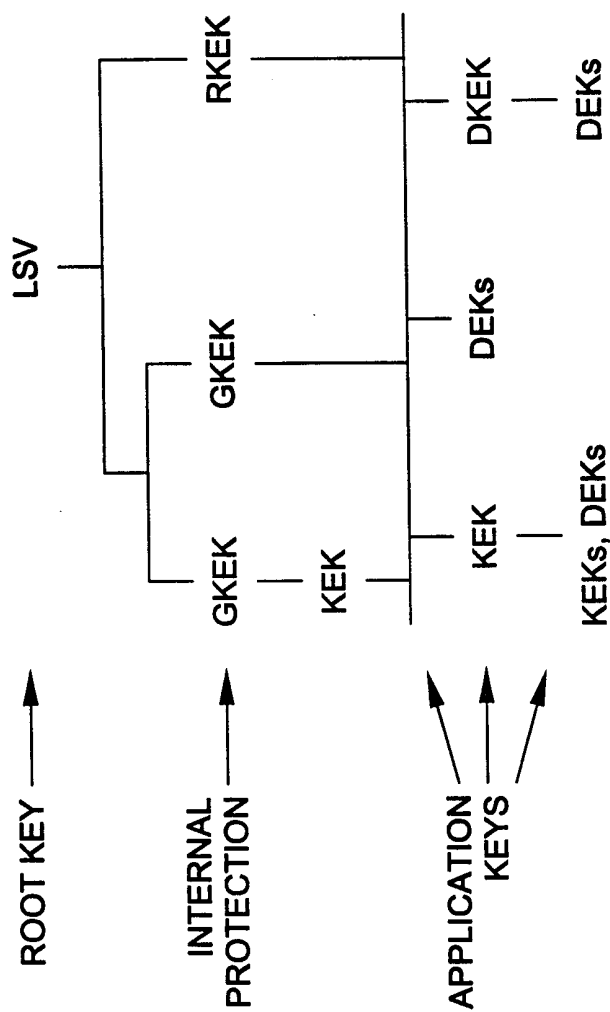 ROOT KEY
LSV
INTERNAL
PROTECTION
GKEK
GKEK
RKEK
KEK
APPLICATION
KEYS
KEK
DEKs
DKEK
KEKs, DEKs
DEKs